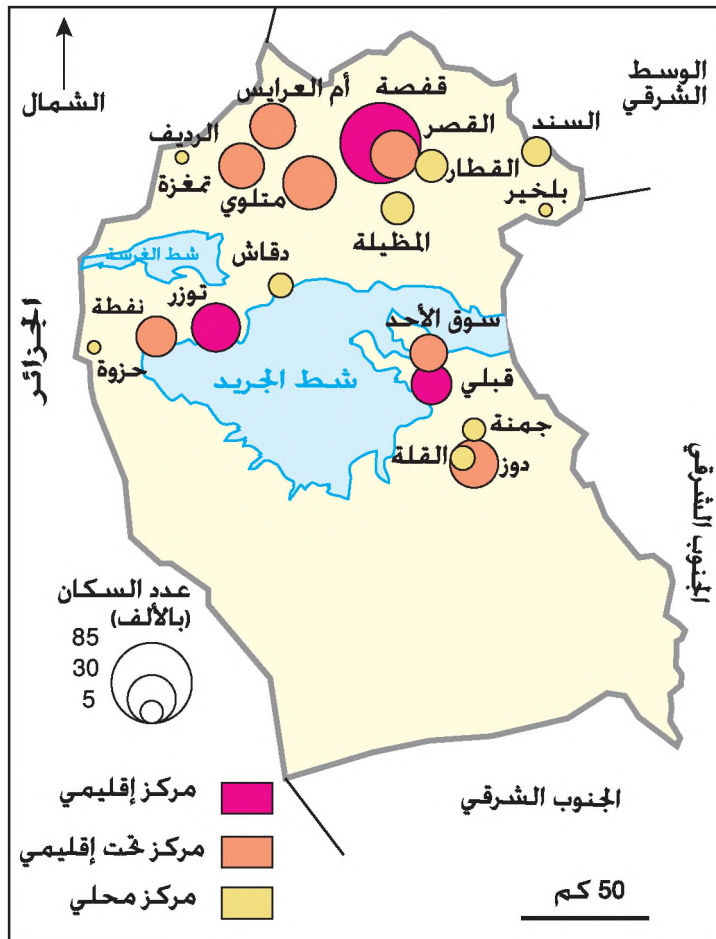 الشمال
الوسط
الشرقي
أم العرايس
قفصة
القصر
السند
الرديف
القطار
تمغزة
متلوي
بلخير
المظيلة
شط الغرسة
دقاش
توزر
نفطة
سوق الأحد
الجزائر
حزوة
شط الجريد
قبلي
جمنة
القلة
دوز
الجنوب الشرقي
عدد السكان
(بالألف)
85
30
5
مركز إقليمي
الجنوب الشرقي
مركز تحت إقليمي
مركز محلي
50 كم